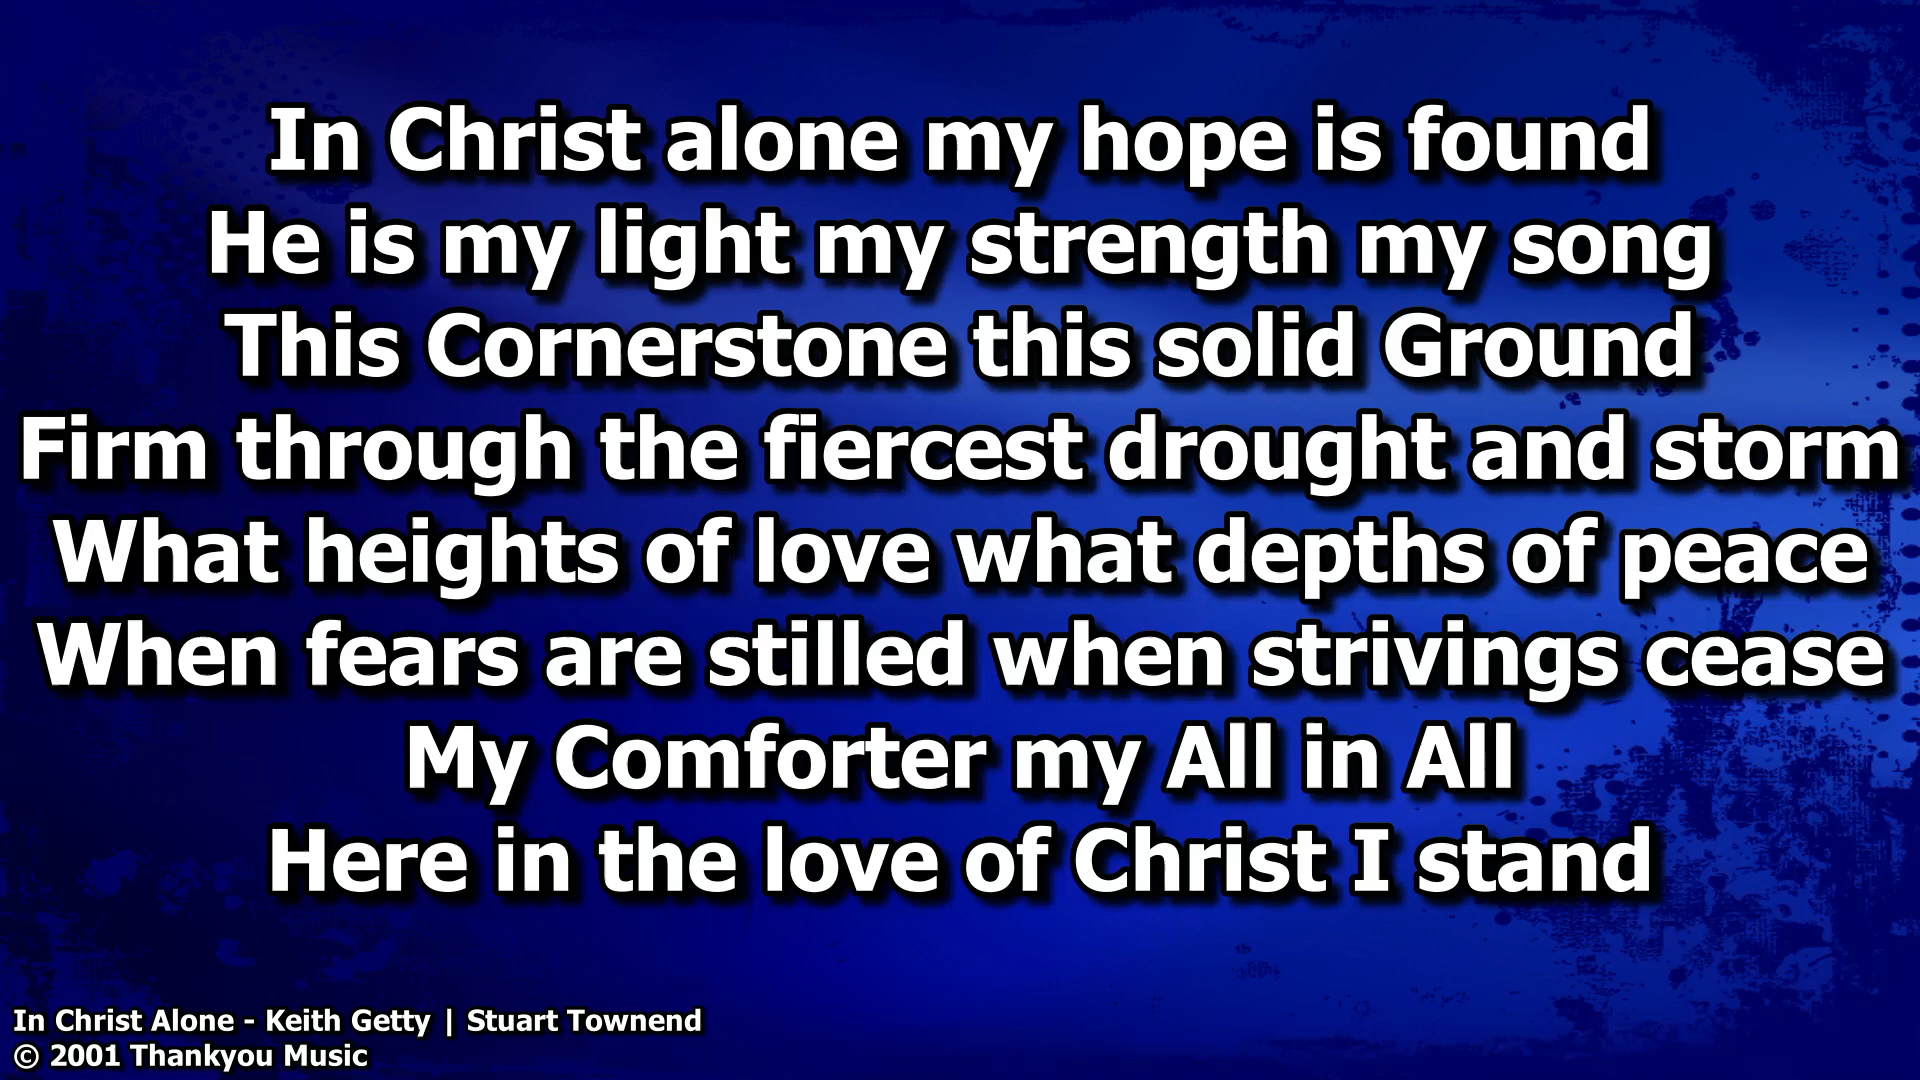 In Christ alone my hope is found
He is my light my strength my song
This Cornerstone this solid Ground
Firm through the fiercest drought and storm
What heights of love what depths of peace
When fears are stilled when strivings cease
My Comforter my All in All
Here in the love of Christ I stand
In Christ Alone - Keith Getty | Stuart Townend
© 2001 Thankyou Music